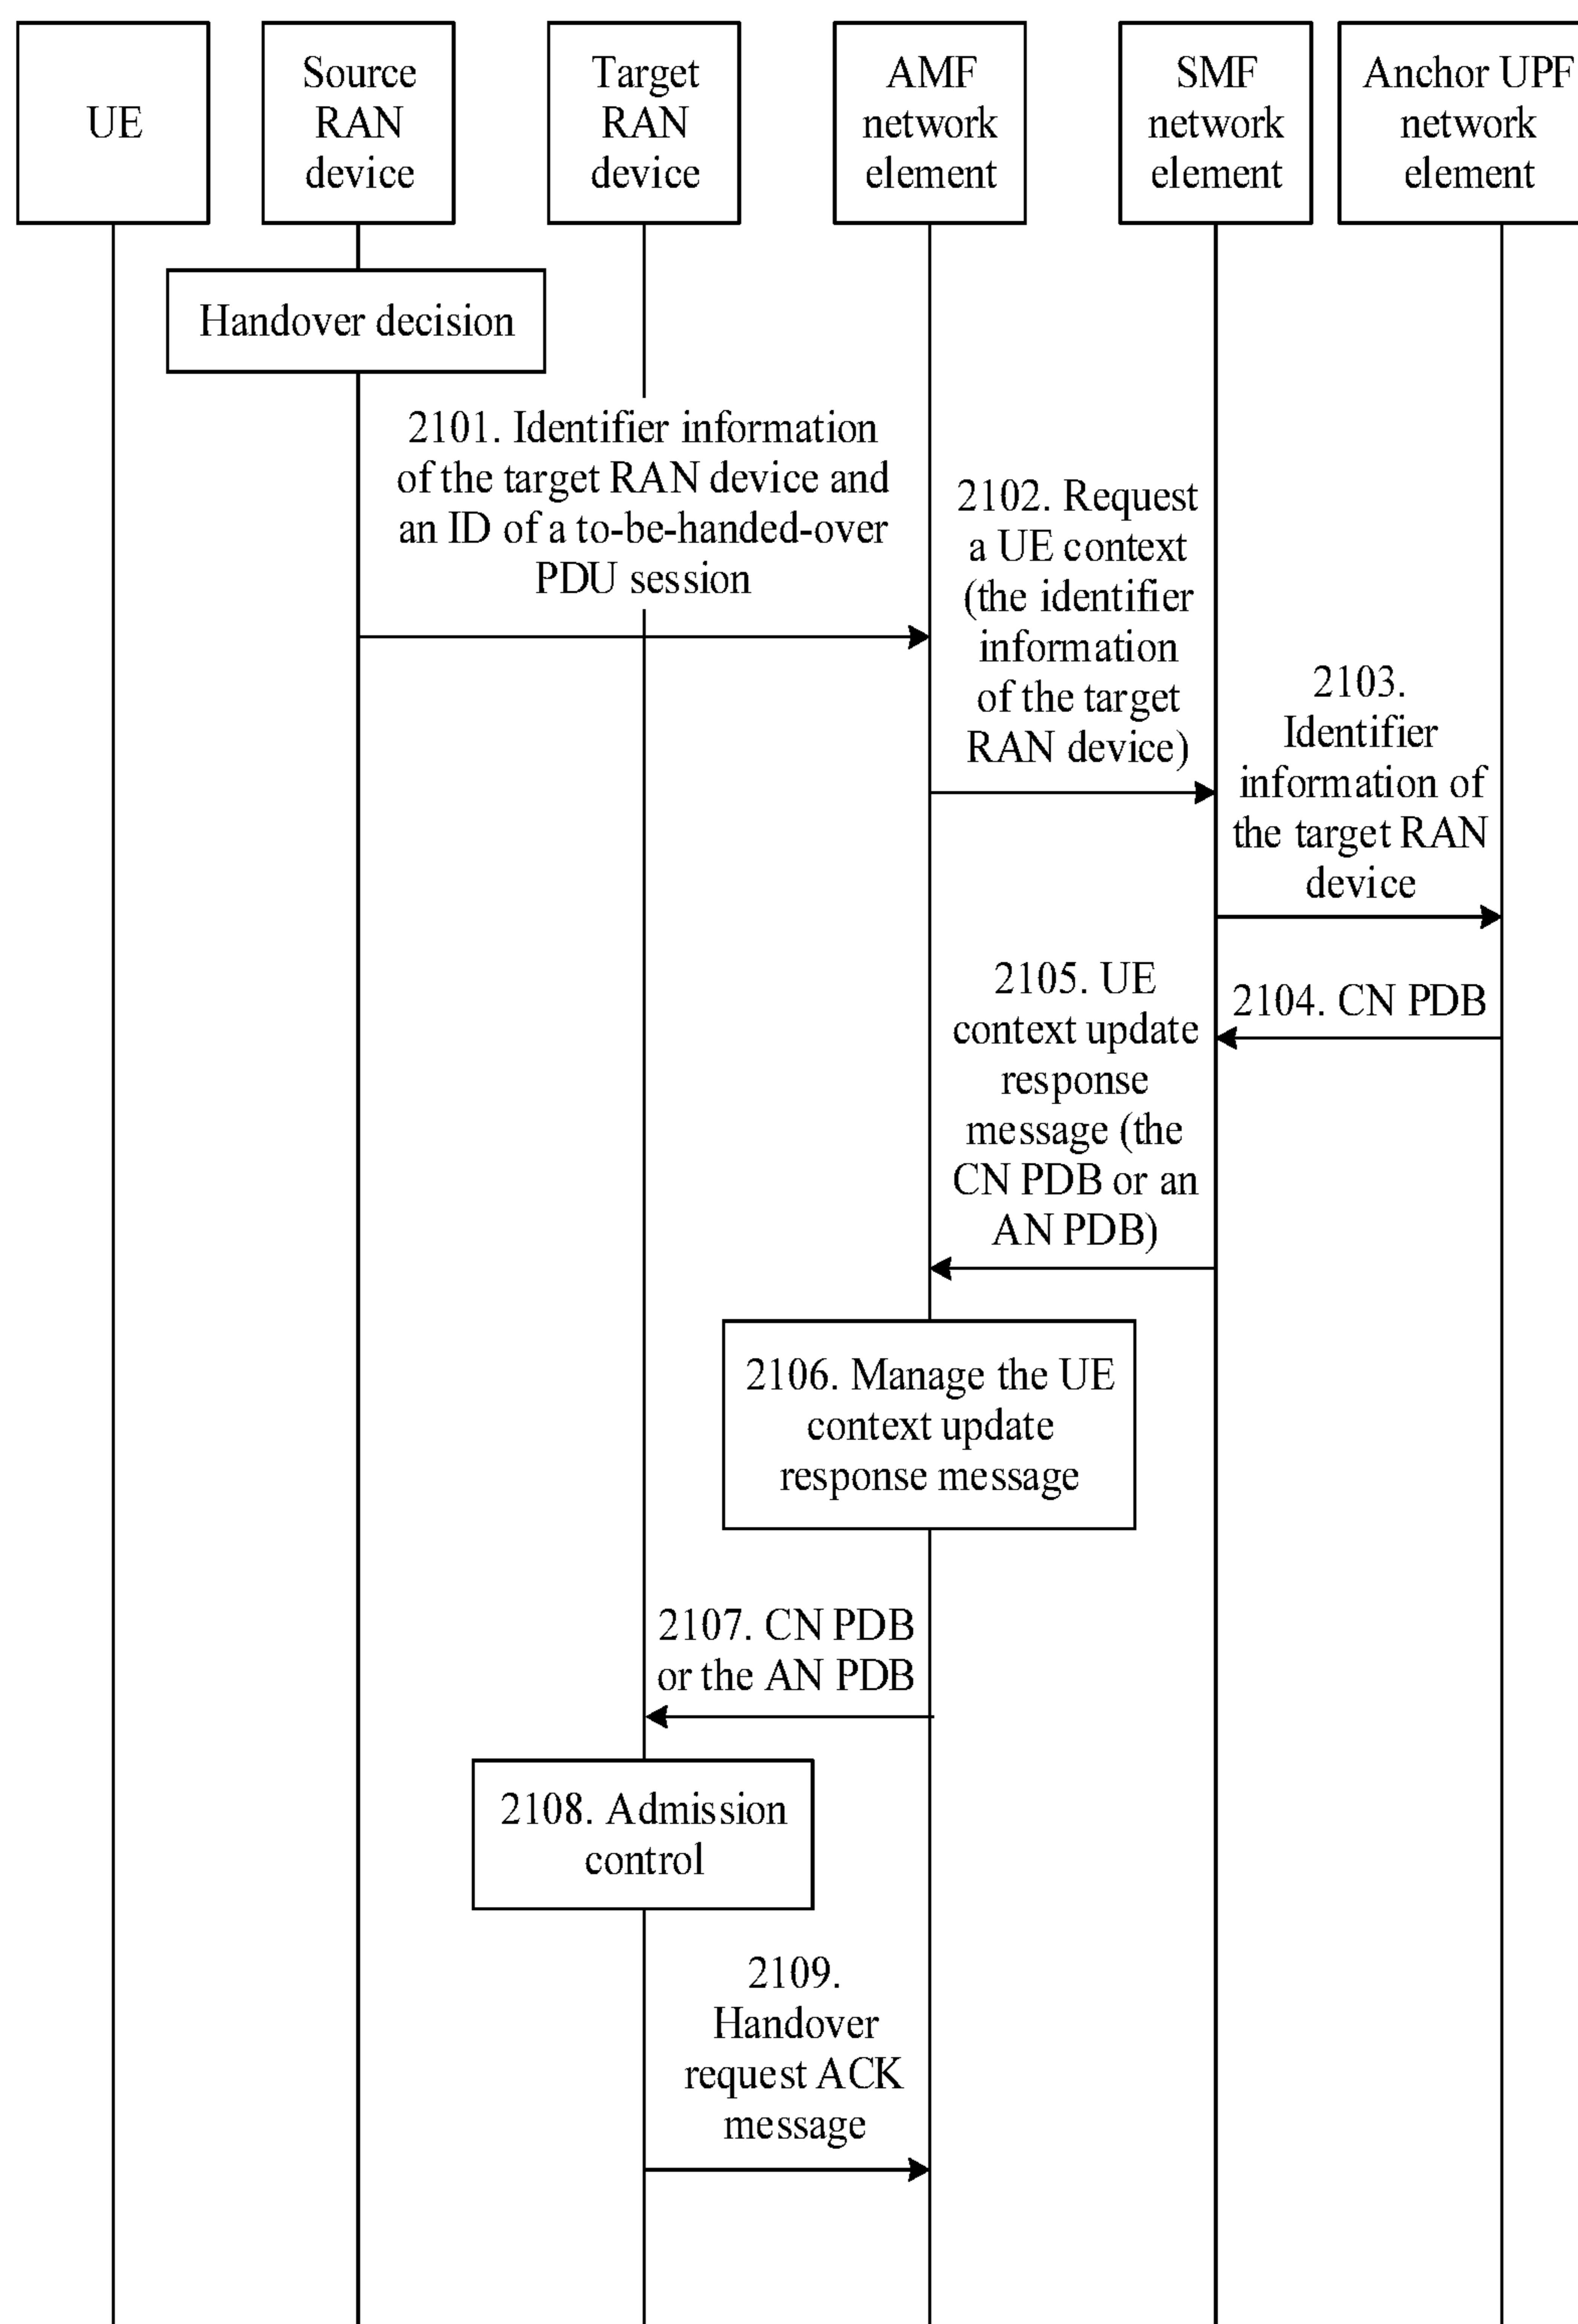 UE
Source
RAN
device
Target
RAN
device
AMF
network
element
SMF
network
element
Anchor UPF
network
element
Handover decision
2101. Identifier information
of the target RAN device and
an ID of a to-be-handed-over
PDU session
2102. Request
a UE context
(the identifier
information
of the target
RAN device)
2103.
Identifier
information of
the target RAN
device
2104. CN PDB
2105. UE
context update
response
message (the
CN PDB or an
AN PDB)
2106. Manage the UE
context update
response message
2107. CN PDB
or the AN PDB
2108. Admission
control
2109.
Handover
request ACK
message